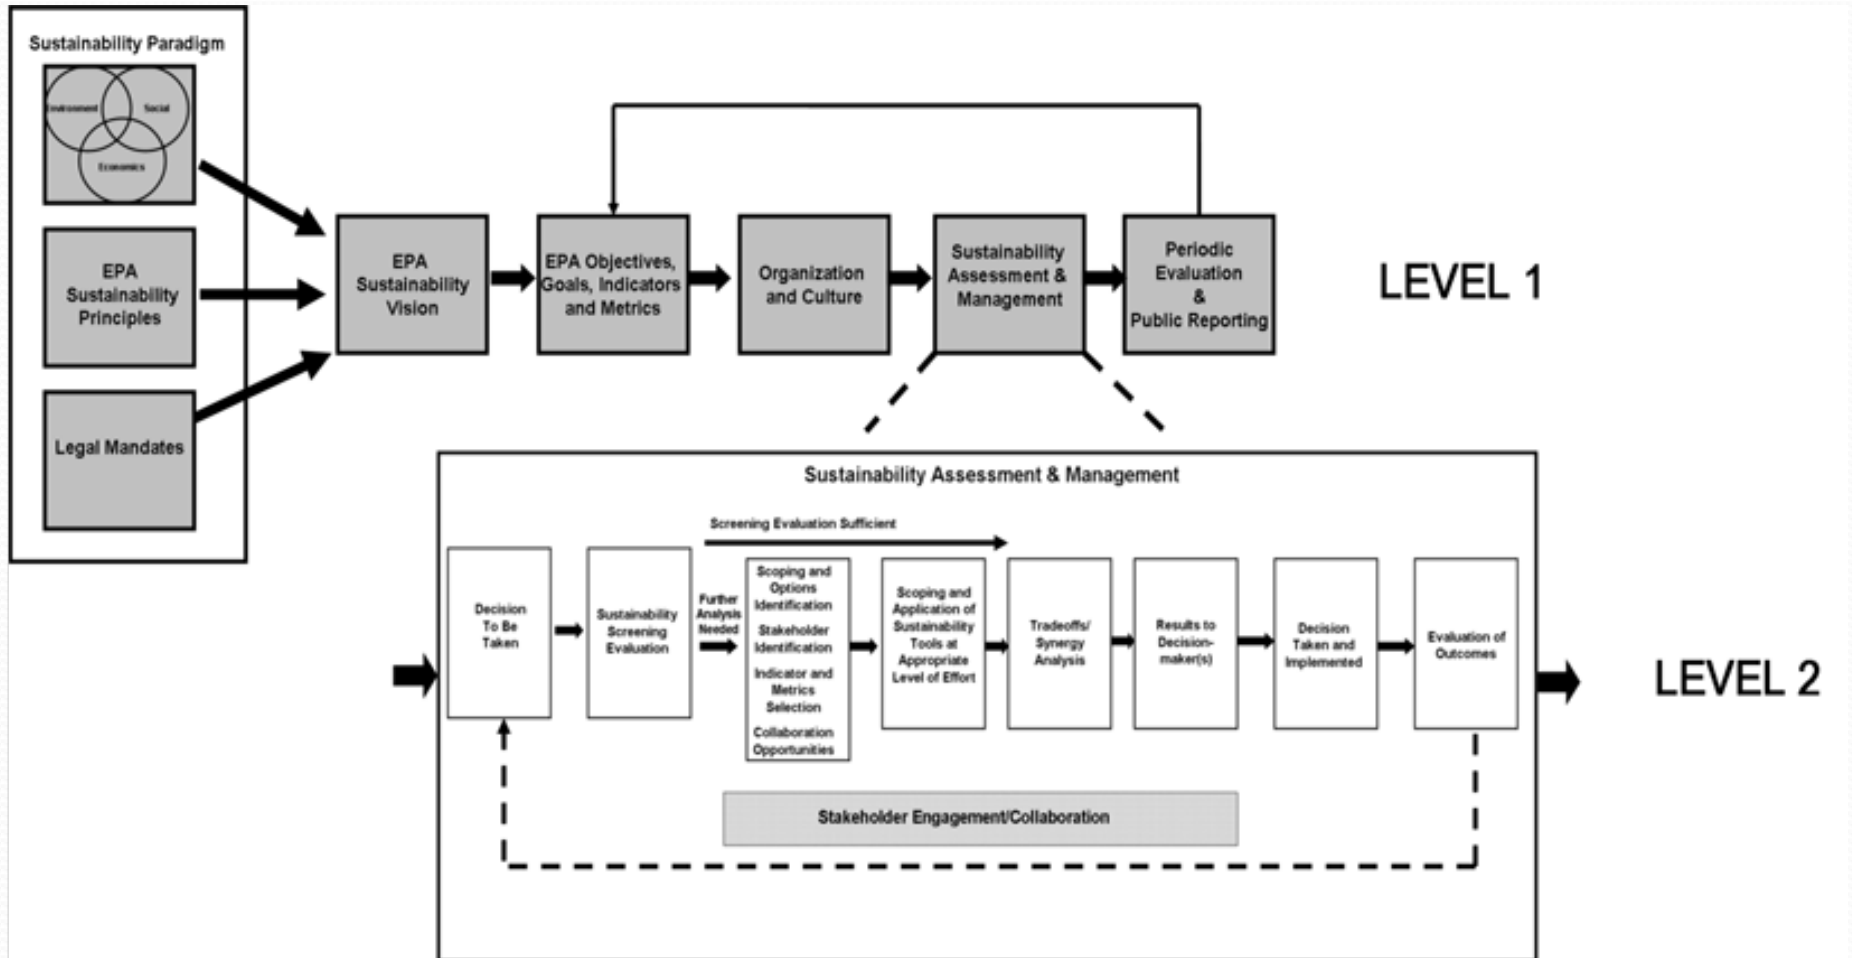 Sustainability Paradigm
Environment
Social
Economics
EPA
Sustainability
Principles
Legal Mandates
EPA
Sustainability
Vision
EPA Objectives,
Goals, Indicators
and Metrics
Organization
and Culture
Sustainability
Assessment &
Management
Periodic
Evaluation
&
Public Reporting
LEVEL 1
Sustainability Assessment & Management
Screening Evaluation Sufficient
Decision
To Be
Taken
Sustainability
Screening
Evaluation
Further
Analysis
Needed
Scoping and
Options
Identification
Stakeholder
Identification
Indicator and
Metrics
Selection
Collaboration
Opportunities
Scoping and
Application of
Sustainability
Tools at
Appropriate
Level of Effort
Tradeoffs/
Synergy
Analysis
Results to
Decision-
maker(s)
Decision
Taken and
Implemented
Evaluation of
Outcomes
Stakeholder Engagement/Collaboration
LEVEL 2